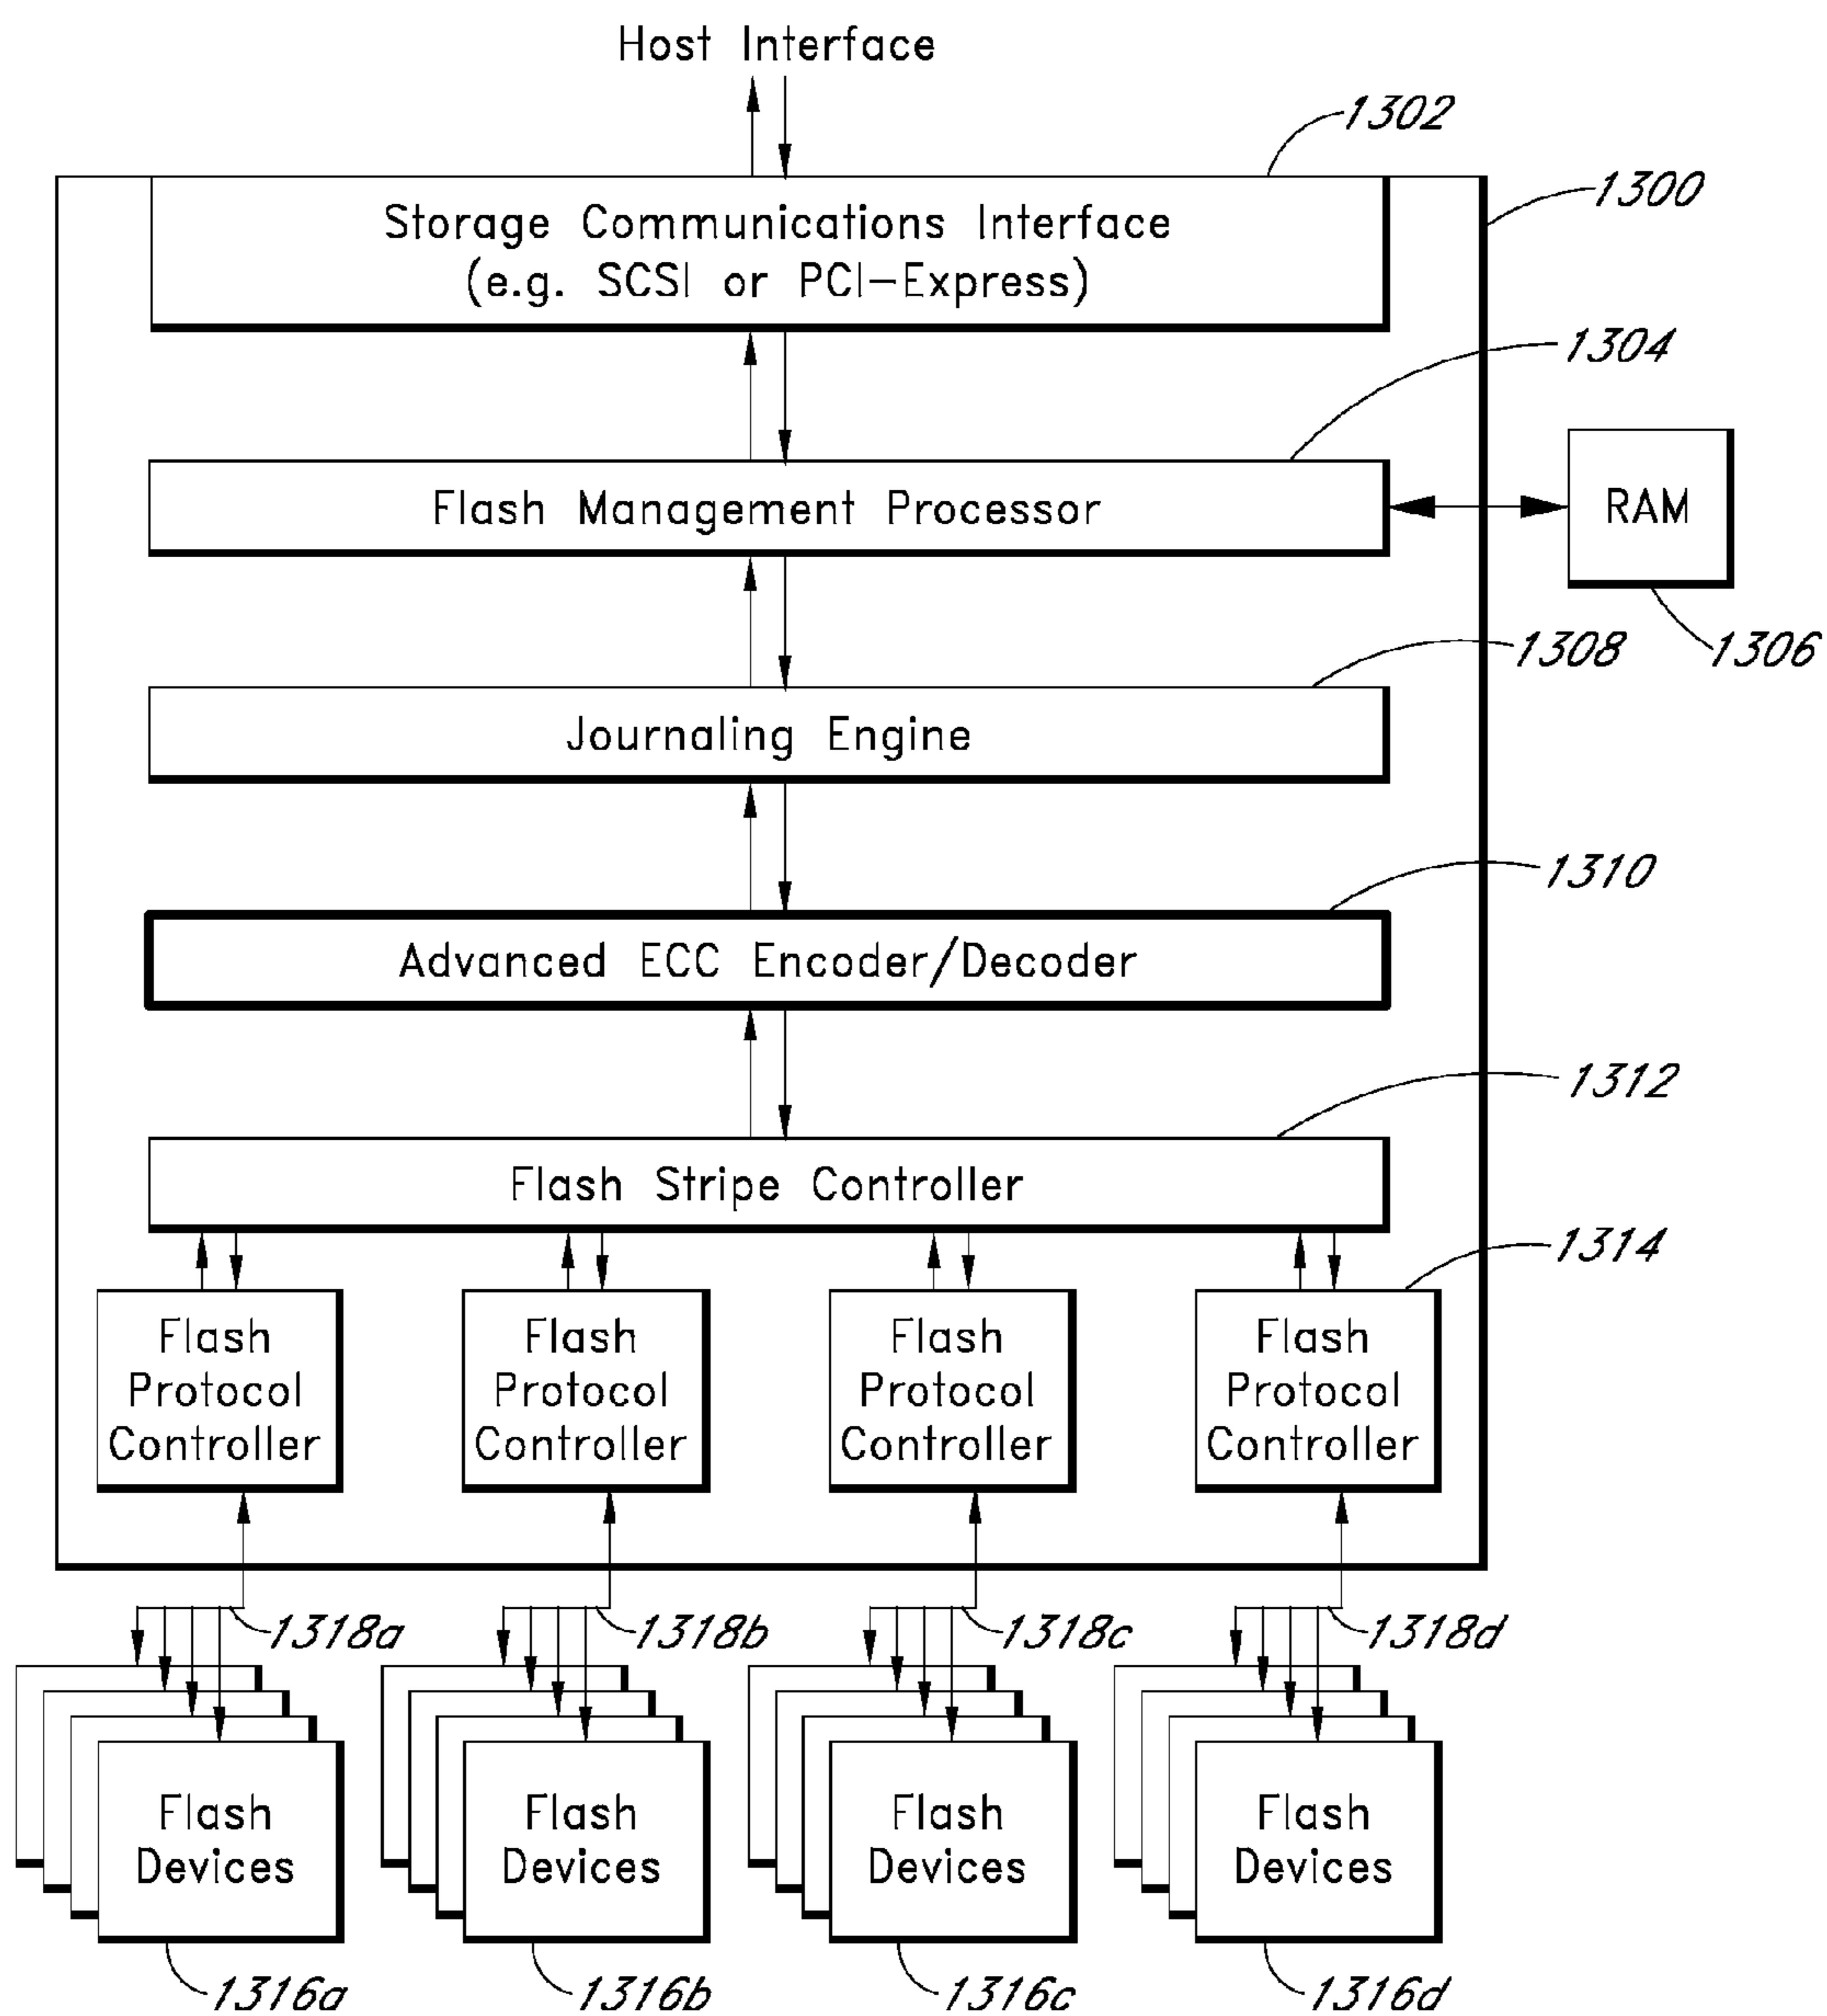 Host Interface
1302
1300
Storage Communications Interface
(e.g. SCSI or PCI-Express)
1304
Flash Management Processor
RAM
1306
1308
Journaling Engine
1310
Advanced ECC Encoder/Decoder
1312
Flash Stripe Controller
1314
Flash
Protocol
Controller
Flash
Protocol
Controller
Flash
Protocol
Controller
Flash
Protocol
Controller
1318a
1318b
1318c
1318d
Flash
Devices
Flash
Devices
Flash
Devices
Flash
Devices
1316a
1316b
1316c
1316d